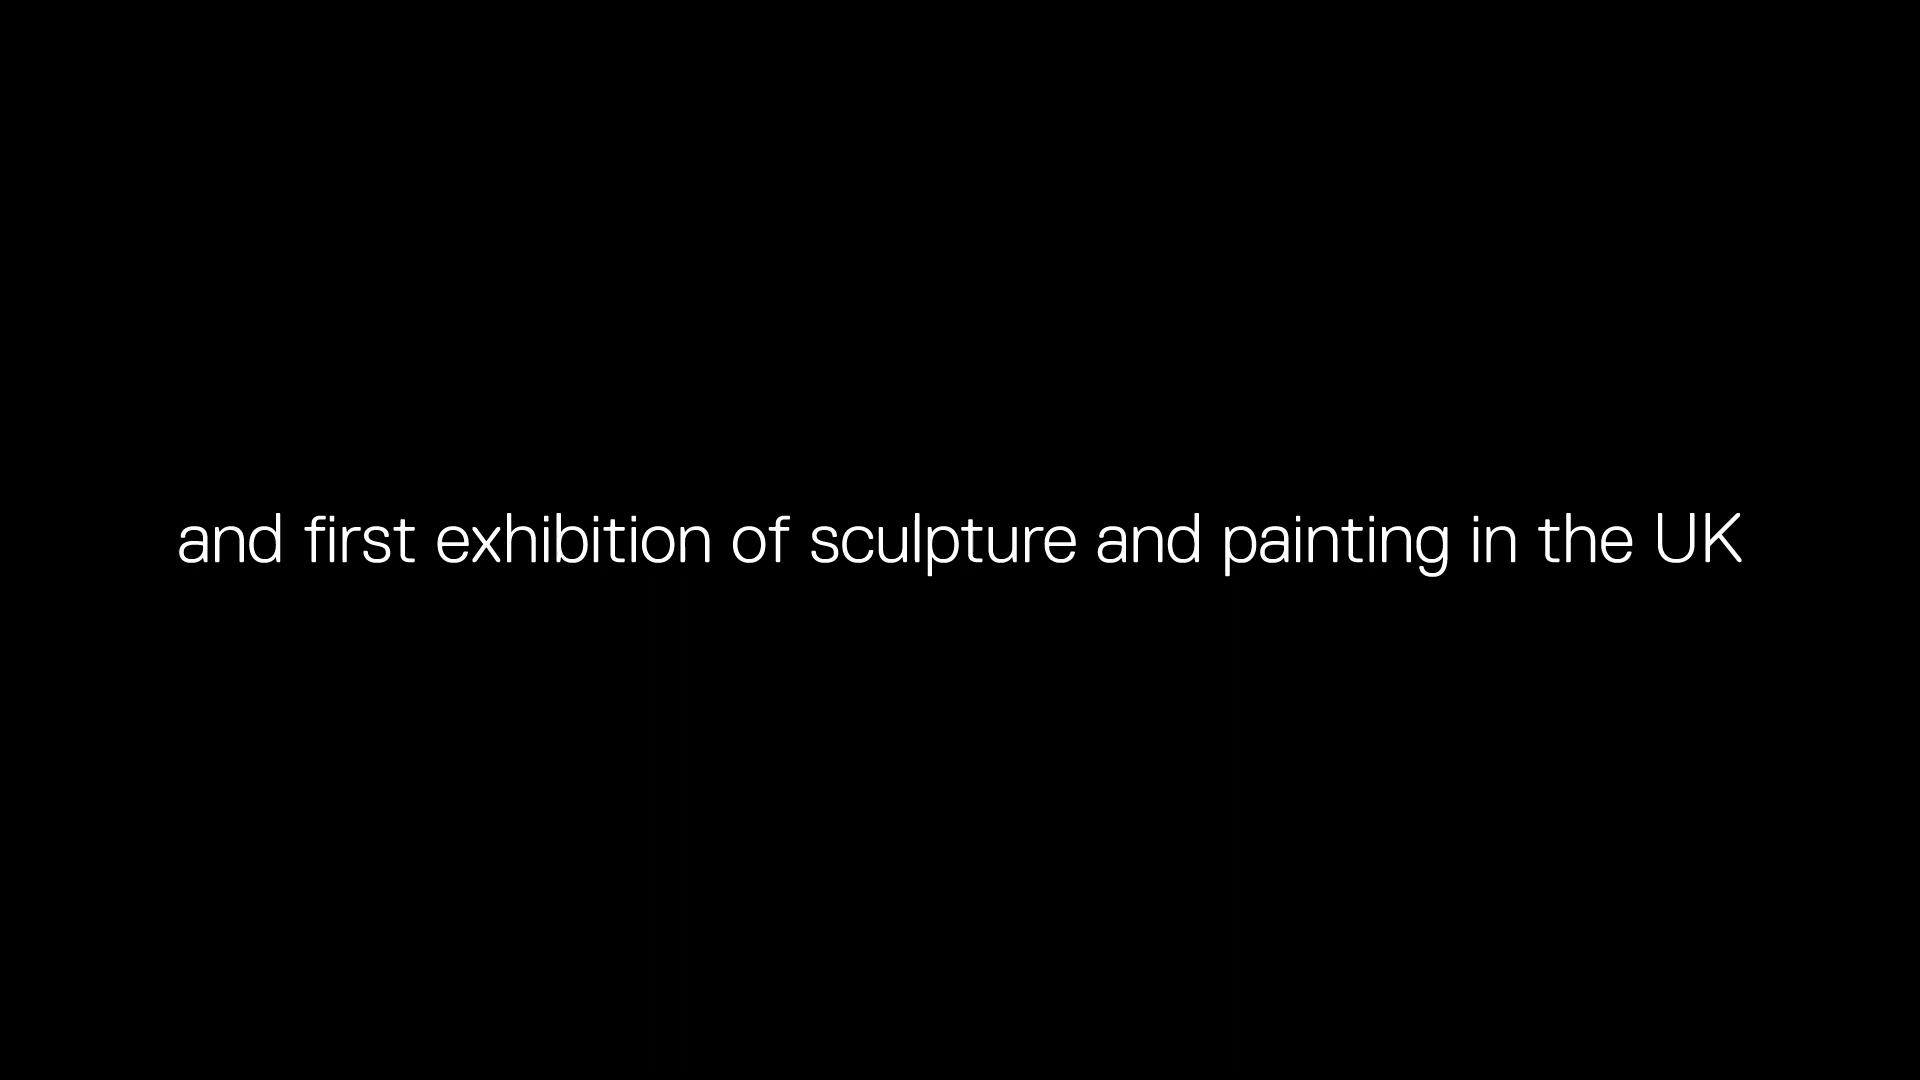 and first exhibition of sculpture and painting in the UK